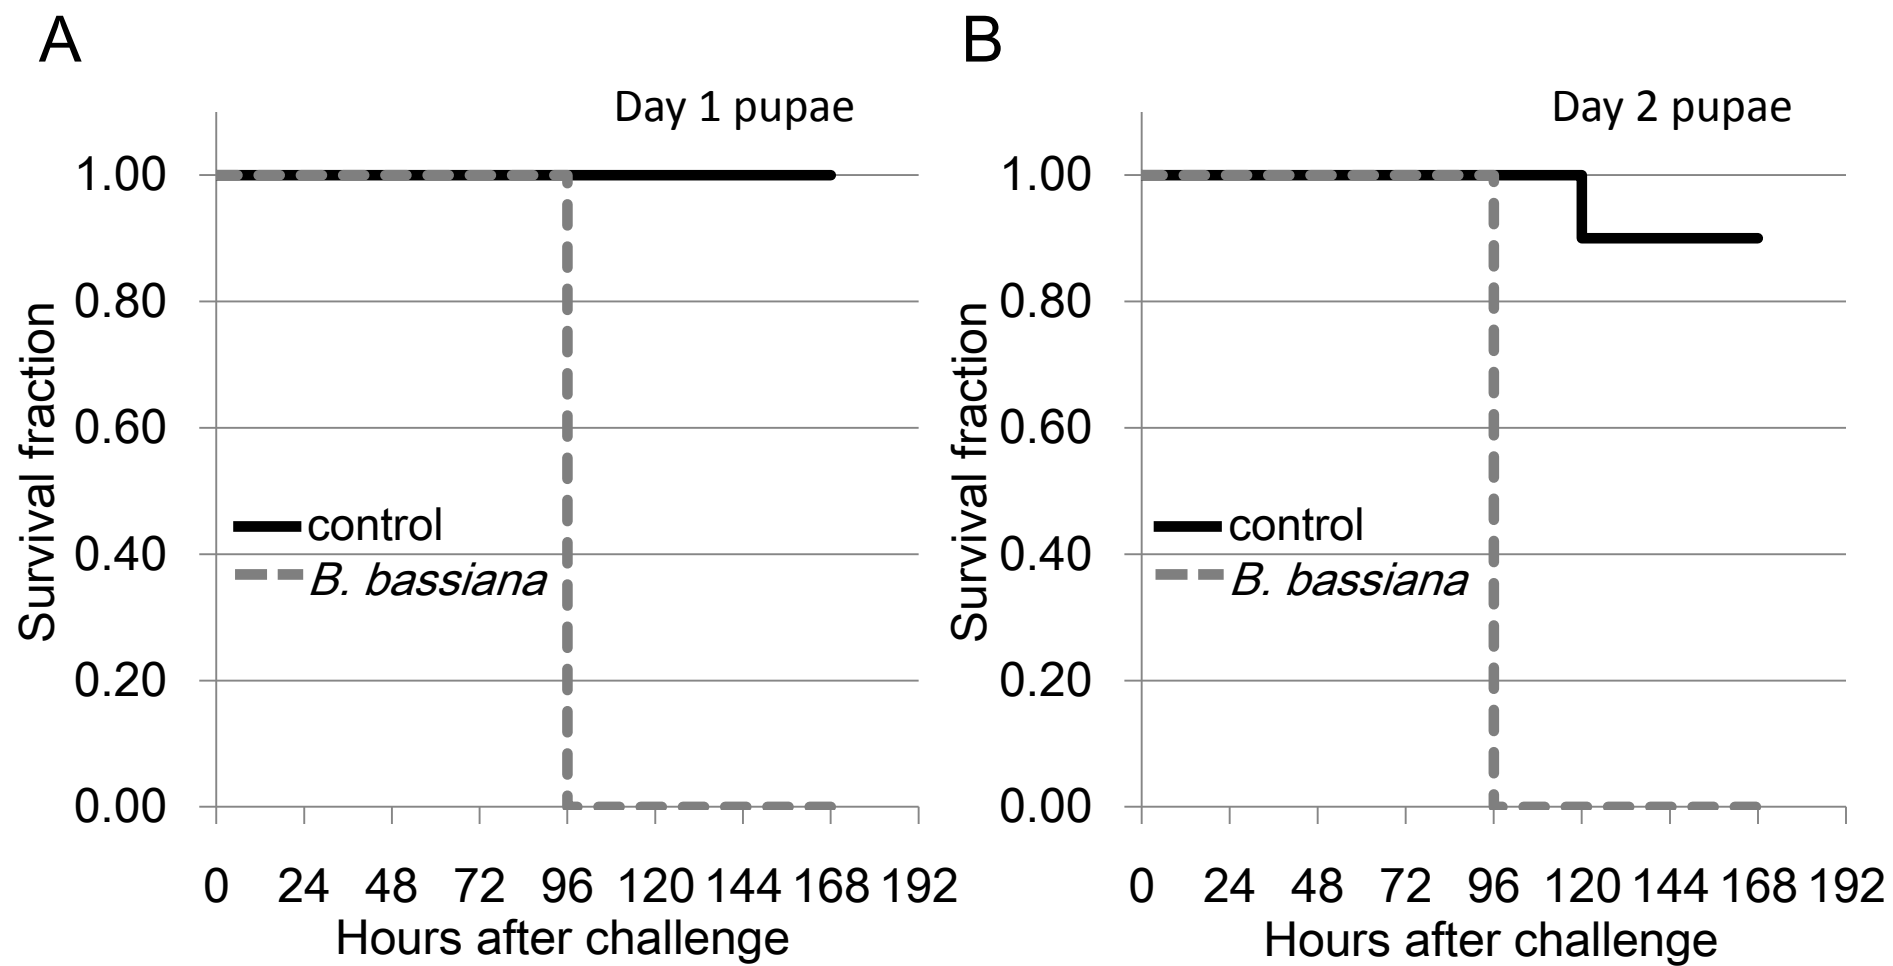 A
Day 1 pupae
Survival fraction
1.00
0.80
0.60
0.40
0.20
0.00
control
B. bassiana
0 24 48 72 96 120 144 168 192
Hours after challenge
B
Day 2 pupae
Survival fraction
1.00
0.80
0.60
0.40
0.20
0.00
control
B. bassiana
0 24 48 72 96 120 144 168 192
Hours after challenge